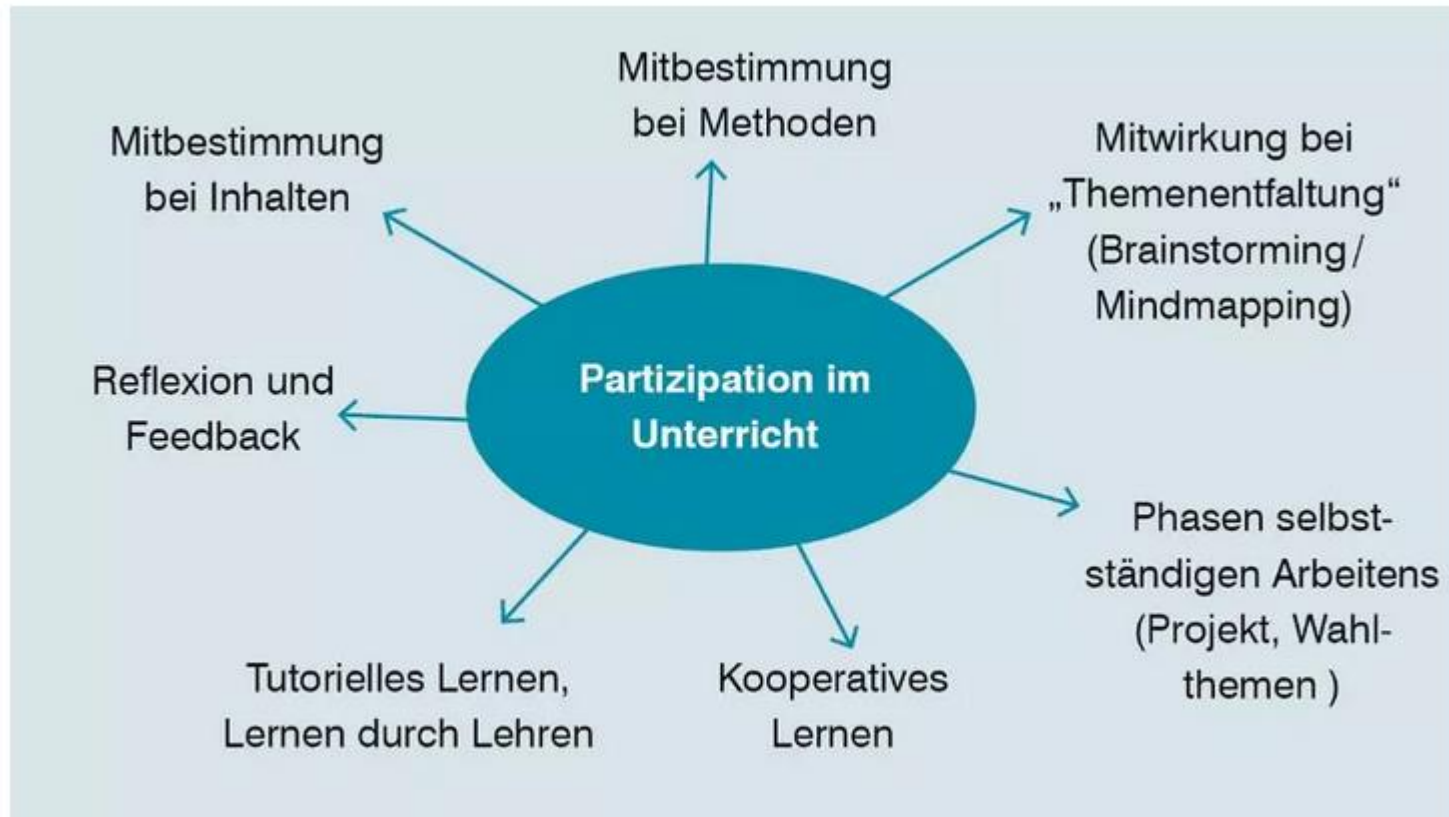 Mitbestimmung
bei Methoden
Mitbestimmung
bei Inhalten
Mitwirkung bei
„Themenentfaltung“
(Brainstorming /
Mindmapping)
Partizipation im
Unterricht
Reflexion und
Feedback
Phasen selbst-
ständigen Arbeitens
(Projekt, Wahl-
themen )
Tutorielles Lernen,
Lernen durch Lehren
Kooperatives
Lernen